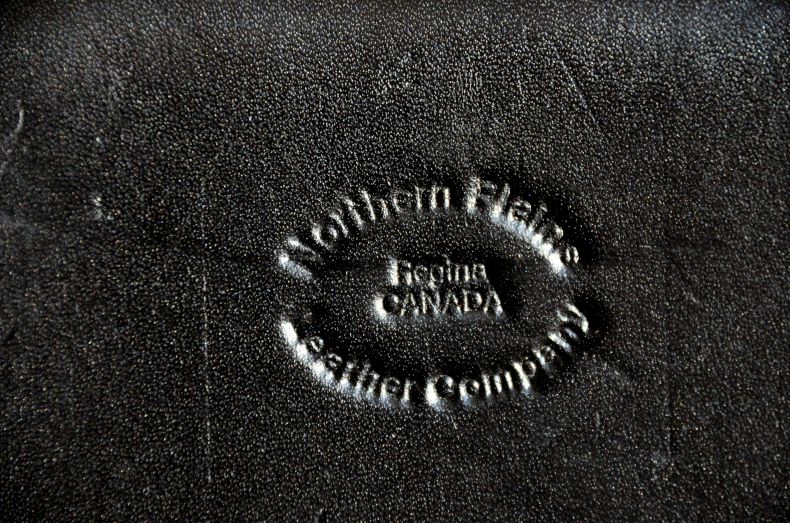 Northern Plains
Regina
CANADA
Leather Company